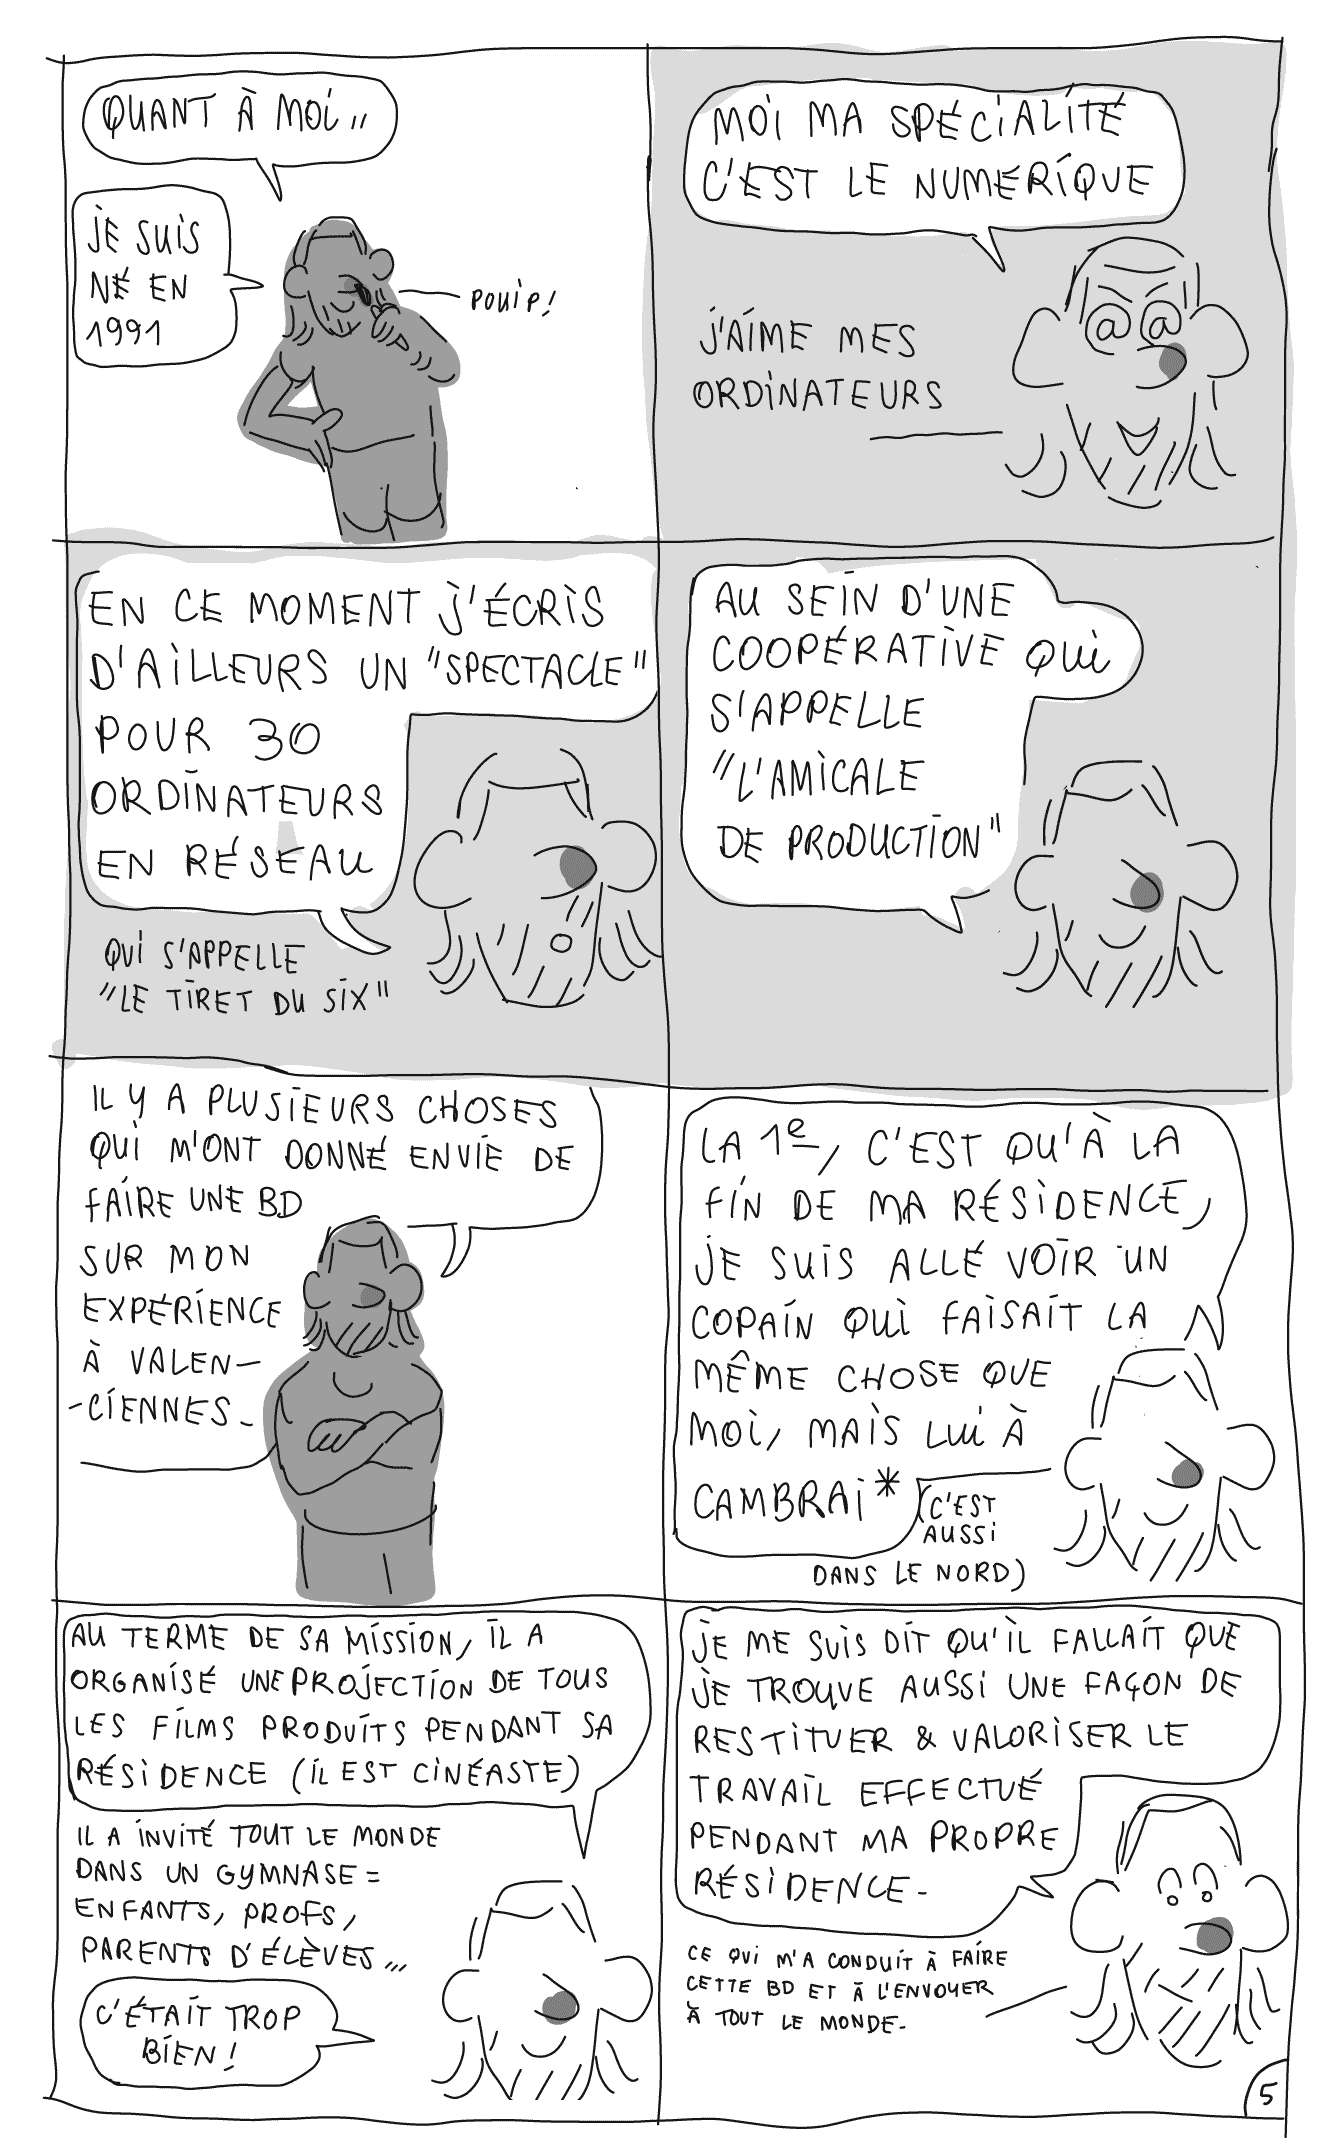 QUANT À MOI..
JE SUIS
NÉ EN
1991
POUIP!
MOI MA SPÉCIALITÉ
C'EST LE NUMERIQUE
J'AIME MES
ORDINATEURS
EN CE MOMENT J'ÉCRIS
D'AILLEURS UN "SPECTACLE"
POUR 30
ORDINATEURS
EN RÉSEAU
QUI S'APPELLE
"LE TIRET DU SIX"
AU SEIN D'UNE
COOPÉRATIVE QUI
S'APPELLE
"L'AMICALE
DE PRODUCTION"
IL Y A PLUSIEURS CHOSES
QUI M'ONT DONNÉ ENVIE DE
FAIRE UNE BD
SUR MON
EXPÉRIENCE
À VALEN-
-CIENNES.
LA 1e, C'EST QU'À LA
FIN DE MA RÉSIDENCE,
JE SUIS ALLÉ VOIR UN
COPAIN QUI FAISAIT LA
MÊME CHOSE QUE
MOI, MAIS LUI À
CAMBRAI*
(C'EST
AUSSI
DANS LE NORD)
AU TERME DE SA MISSION, IL A
ORGANISÉ UNE PROJECTION DE TOUS
LES FILMS PRODUITS PENDANT SA
RÉSIDENCE (IL EST CINÉASTE)
IL A INVITÉ TOUT LE MONDE
DANS UN GYMNASE =
ENFANTS, PROFS,
PARENTS D'ÉLÈVES...
C'ÉTAIT TROP
BIEN!
JE ME SUIS DIT QU'IL FALLAIT QUE
JE TROUVE AUSSI UNE FAÇON DE
RESTITUER & VALORISER LE
TRAVAIL EFFECTUÉ
PENDANT MA PROPRE
RÉSIDENCE.
CE QUI M'A CONDUIT À FAIRE
CETTE BD ET À L'ENVOYER
À TOUT LE MONDE.
5